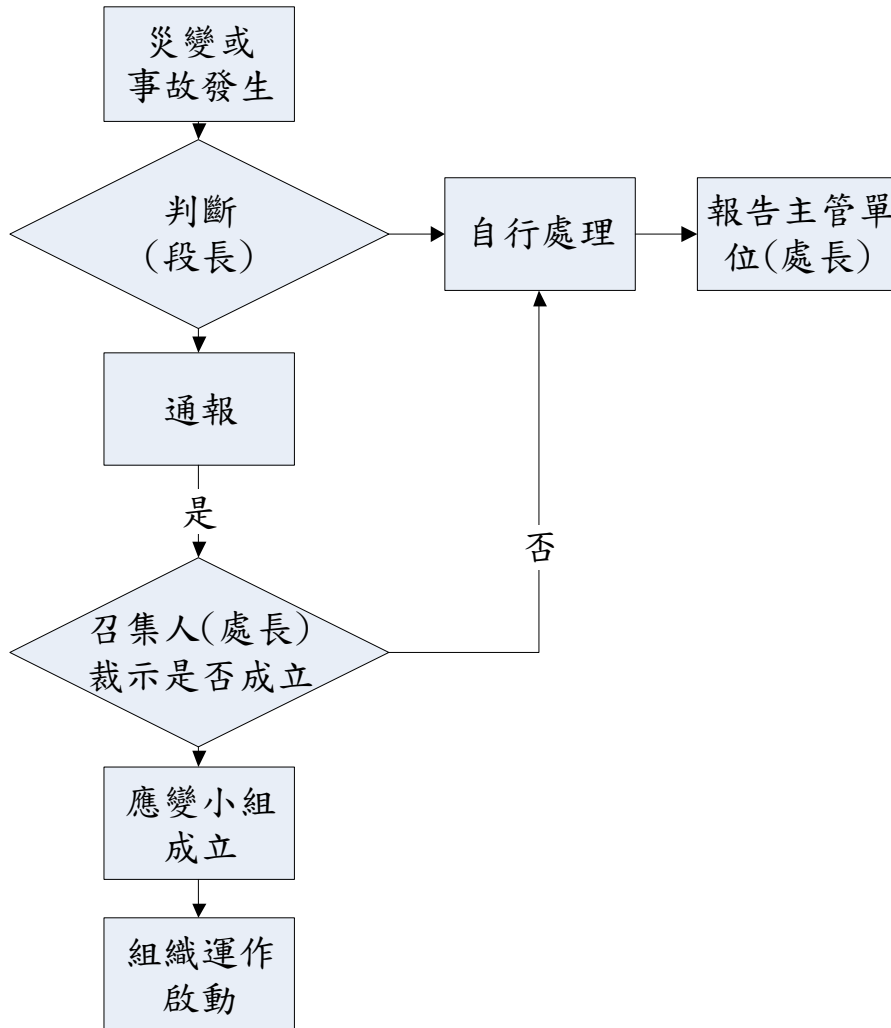 災變或
事故發生
判斷
(段長)
自行處理
報告主管單
位(處長)
通報
是
否
召集人(處長)
裁示是否成立
應變小組
成立
組織運作
啟動